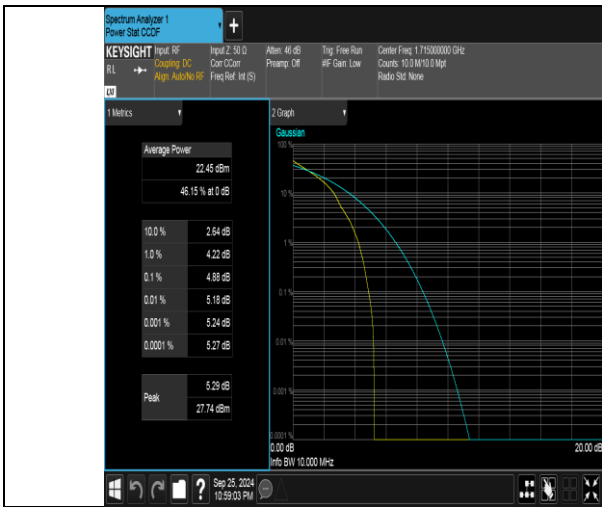 Spectrum Analyzer 1
Power Stat CCDF
KEYSIGHT
Input: RF
Coupling: DC
Align: Auto/No RF
Input Z: 50 Ω
Corr CCorr
Freq Ref: Int (S)
Atten: 46 dB
Preamp: Off
Trig: Free Run
#IF Gain: Low
Center Freq: 1.715000000 GHz
Counts: 10.0 M/10.0 Mpt
Radio Std: None
R L
LXI
1 Metrics
Average Power
22.45 dBm
46.15 % at 0 dB
10.0 % 2.64 dB
1.0 % 4.22 dB
0.1 % 4.88 dB
0.01 % 5.18 dB
0.001 % 5.24 dB
0.0001 % 5.27 dB
Peak
5.29 dB
27.74 dBm
2 Graph
Gaussian
100 %
10 %
1 %
0.1 %
0.01 %
0.001 %
0.0001 %
0.00 dB
20.00 dB
Info BW 10.000 MHz
Sep 25, 2024
10:59:03 PM